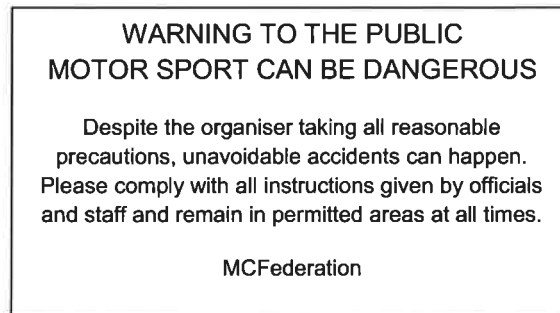 WARNING TO THE PUBLIC
MOTOR SPORT CAN BE DANGEROUS
Despite the organiser taking all reasonable
precautions, unavoidable accidents can happen.
Please comply with all instructions given by officials
and staff and remain in permitted areas at all times.
MCFederation